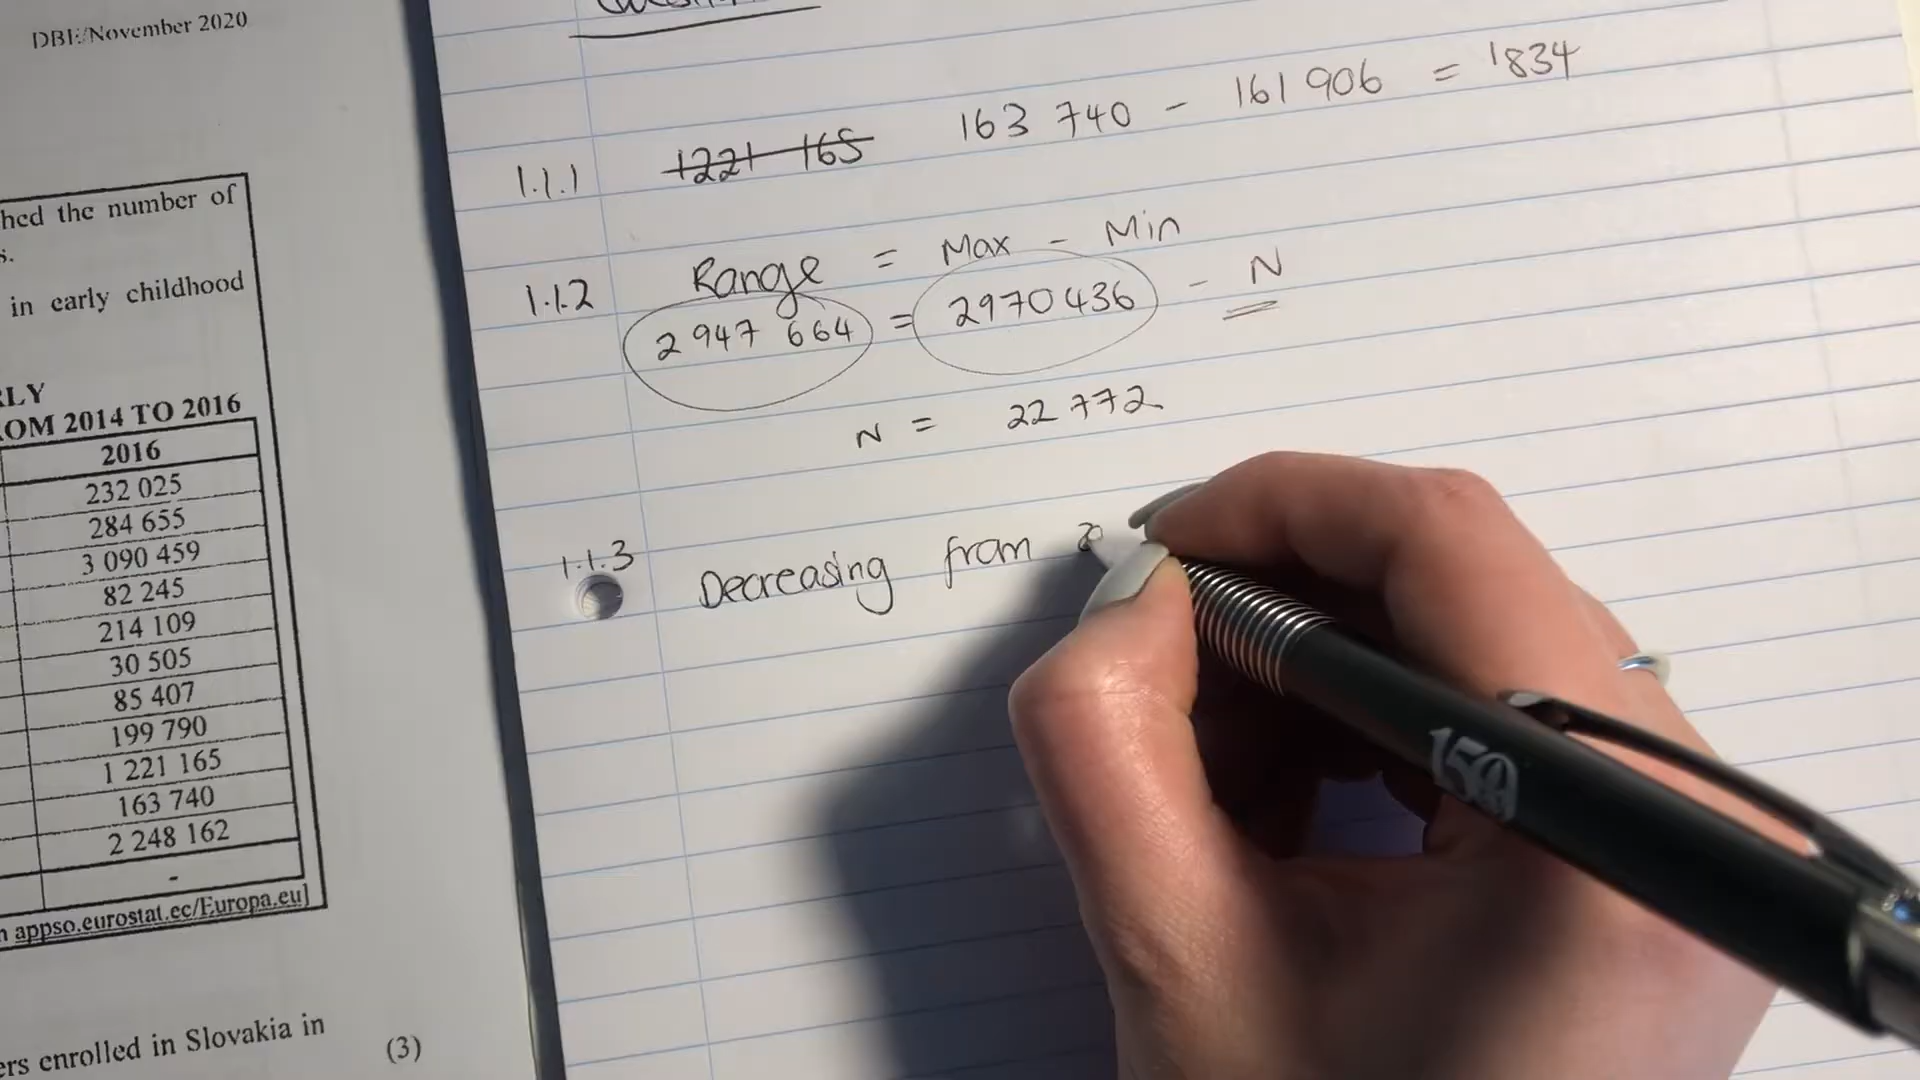 DBE/November 2020
hed the number of
s.
in early childhood
RLY
ROM 2014 TO 2016
2016
232 025
284 655
3 090 459
82 245
214 109
30 505
85 407
199 790
1 221 165
163 740
2 248 162
-
n appso.eurostat.ec/Europa.eu]
ers enrolled in Slovakia in
(3)
1.1.1 1221 165 163 740 - 161 906 = 1834
1.1.2 Range = Max - Min
2 947 664 = 2970 436 - N
N = 22 772
1.1.3 Decreasing from 2
150